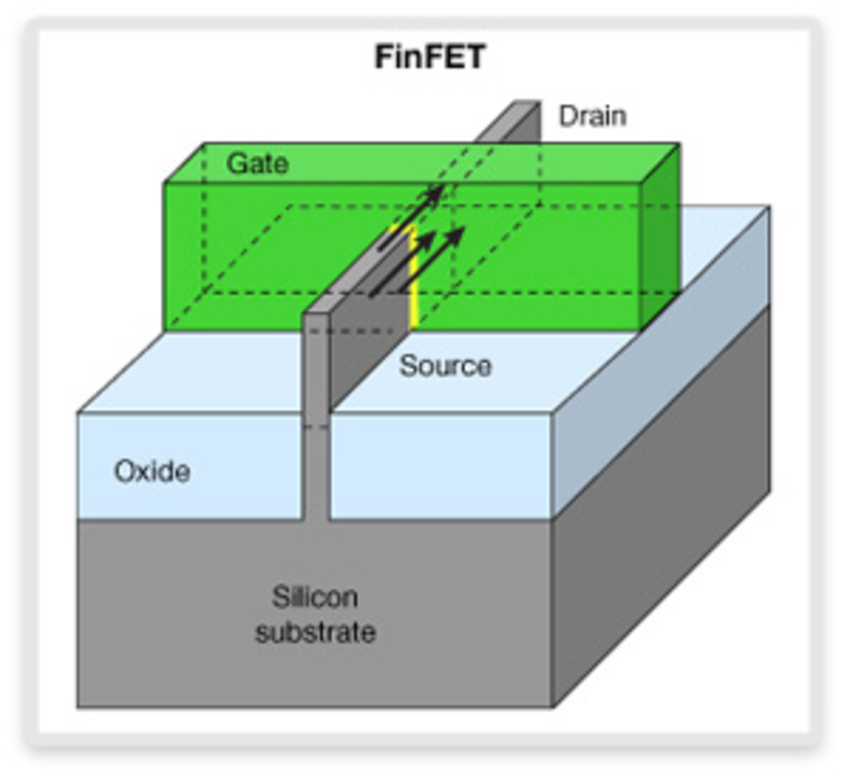 FinFET
Drain
Gate
Source
Oxide
Silicon
substrate